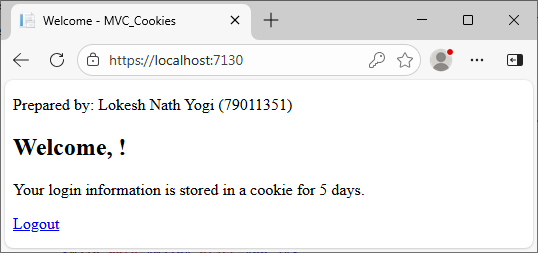 Welcome - MVC_Cookies
https://localhost:7130
Prepared by: Lokesh Nath Yogi (79011351)
Welcome, !
Your login information is stored in a cookie for 5 days.
Logout